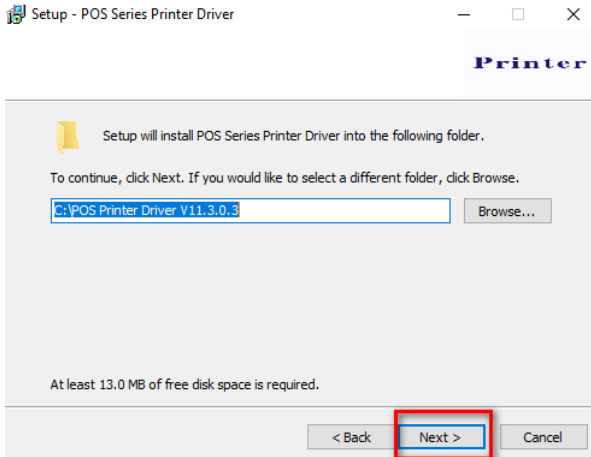 Setup - POS Series Printer Driver
Printer
Setup will install POS Series Printer Driver into the following folder.
To continue, click Next. If you would like to select a different folder, click Browse.
C:\POS Printer Driver V11.3.0.3
Browse...
At least 13.0 MB of free disk space is required.
< Back Next > Cancel